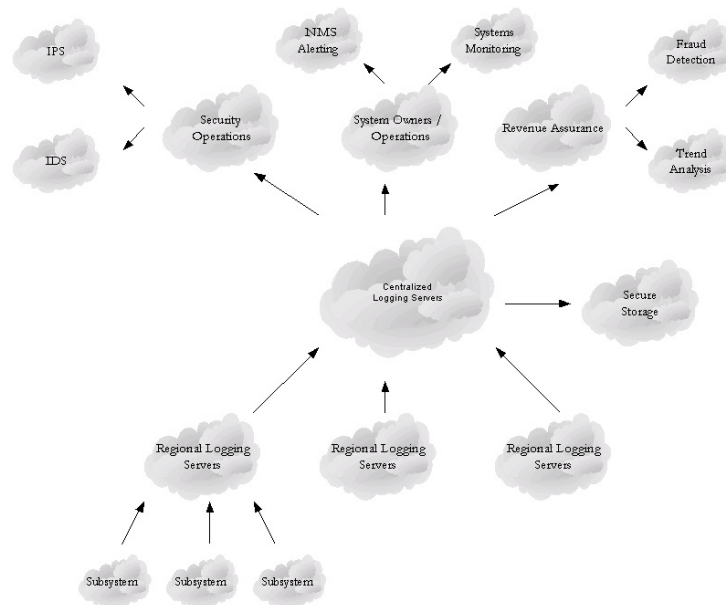 NMS
Alerting
Systems
Monitoring
IPS
Fraud
Detection
Security
Operations
System Owners /
Operations
Revenue Assurance
IDS
Trend
Analysis
Centralized
Logging Servers
Secure
Storage
Regional Logging
Servers
Regional Logging
Servers
Regional Logging
Servers
Subsystem
Subsystem
Subsystem